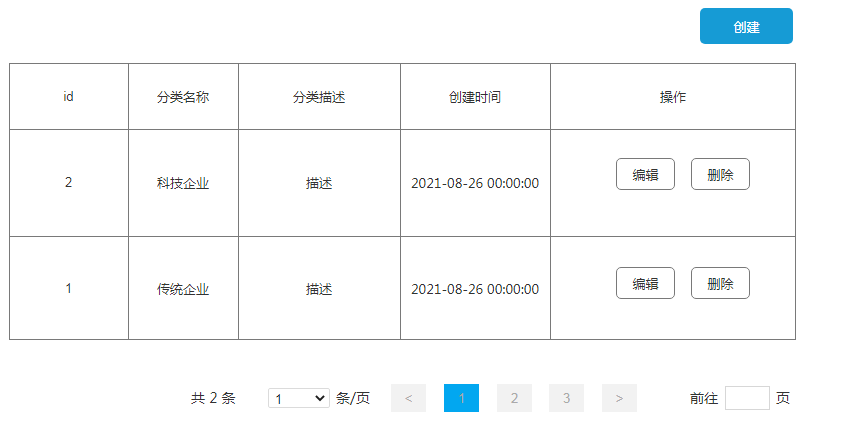 创建
id 分类名称 分类描述 创建时间 操作
2 科技企业 描述 2021-08-26 00:00:00 编辑 删除
1 传统企业 描述 2021-08-26 00:00:00 编辑 删除
共 2 条 1 条/页 < 1 2 3 > 前往 页